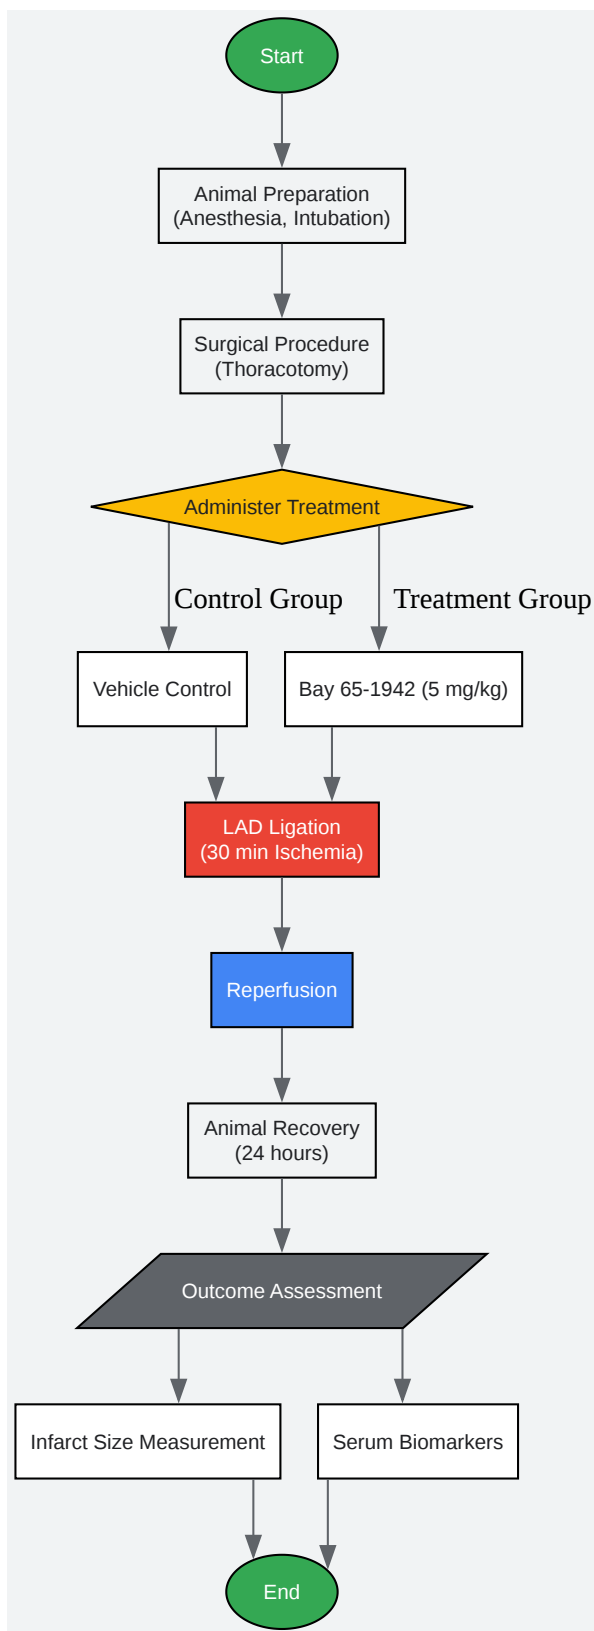 Start
Animal Preparation
(Anesthesia, Intubation)
Surgical Procedure
(Thoracotomy)
Administer Treatment
Control Group
Treatment Group
Vehicle Control
Bay 65-1942 (5 mg/kg)
LAD Ligation
(30 min Ischemia)
Reperfusion
Animal Recovery
(24 hours)
Outcome Assessment
Infarct Size Measurement
Serum Biomarkers
End